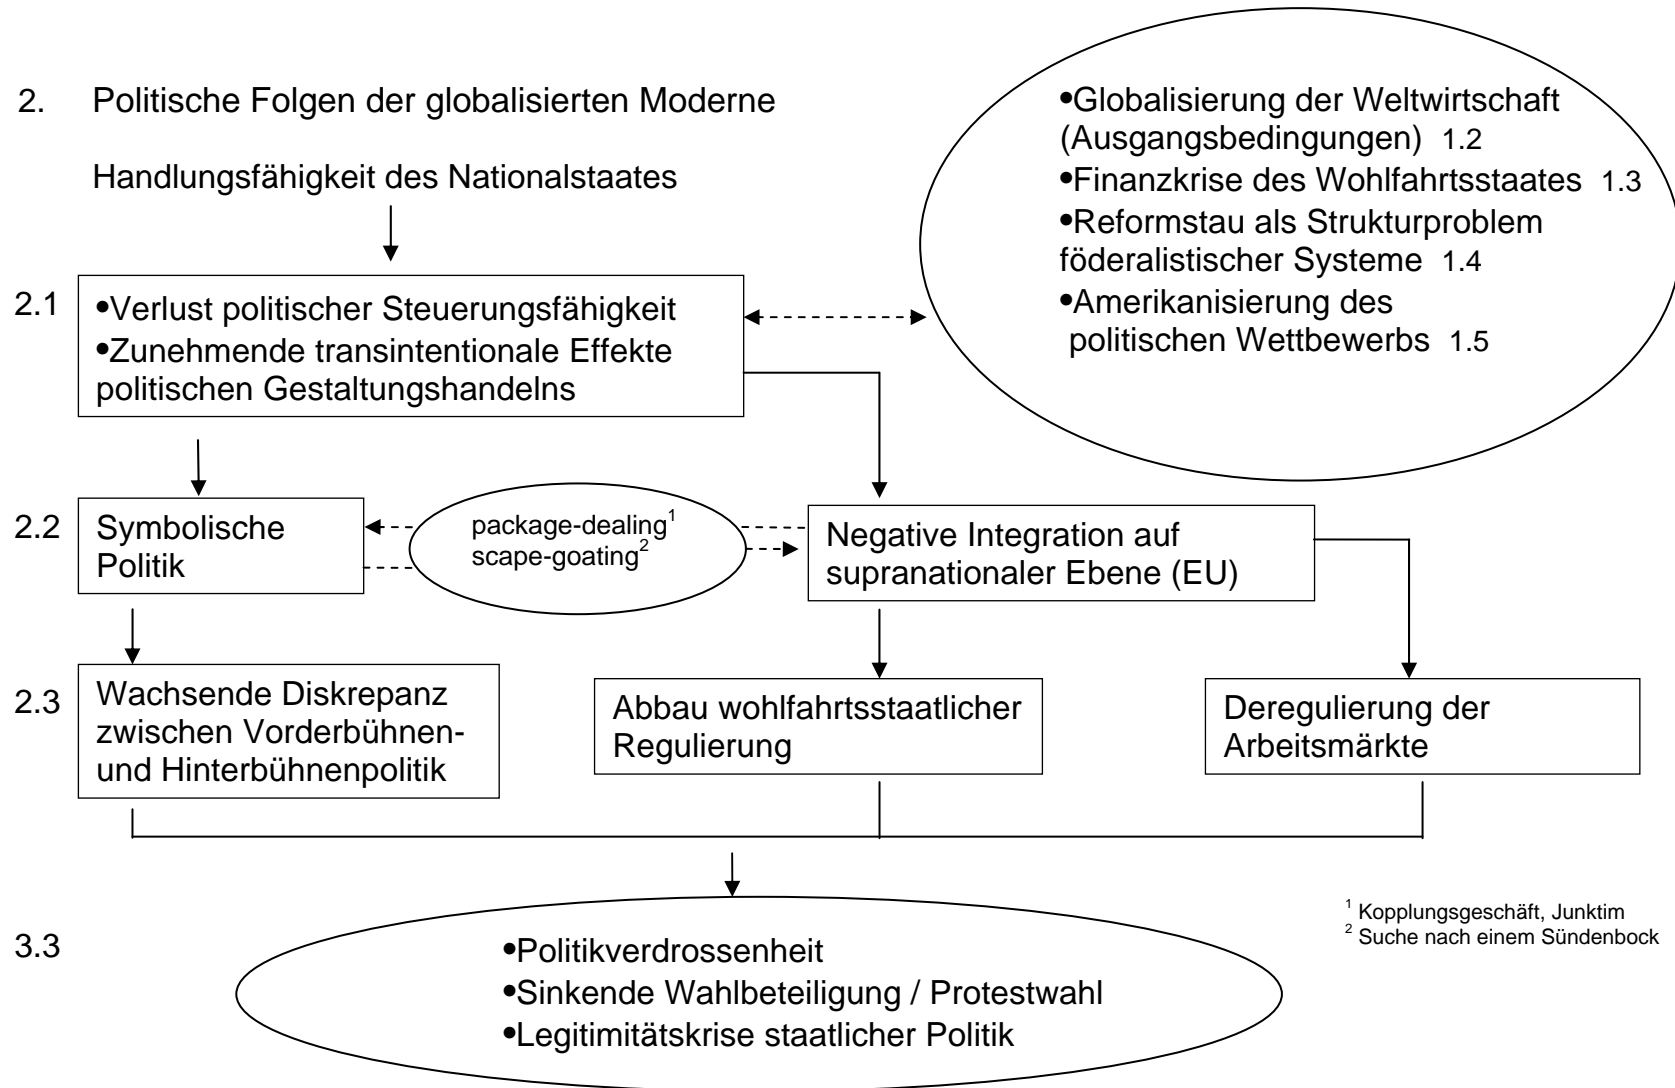 2. Politische Folgen der globalisierten Moderne
Handlungsfähigkeit des Nationalstaates
•Globalisierung der Weltwirtschaft
(Ausgangsbedingungen) 1.2
•Finanzkrise des Wohlfahrtsstaates 1.3
•Reformstau als Strukturproblem
föderalistischer Systeme 1.4
•Amerikanisierung des
politischen Wettbewerbs 1.5
2.1
•Verlust politischer Steuerungsfähigkeit
•Zunehmende transintentionale Effekte
politischen Gestaltungshandelns
2.2
Symbolische
Politik
package-dealing¹
scape-goating²
Negative Integration auf
supranationaler Ebene (EU)
2.3
Wachsende Diskrepanz
zwischen Vorderbühnen-
und Hinterbühnenpolitik
Abbau wohlfahrtsstaatlicher
Regulierung
Deregulierung der
Arbeitsmärkte
3.3
•Politikverdrossenheit
•Sinkende Wahlbeteiligung / Protestwahl
•Legitimitätskrise staatlicher Politik
¹ Kopplungsgeschäft, Junktim
² Suche nach einem Sündenbock